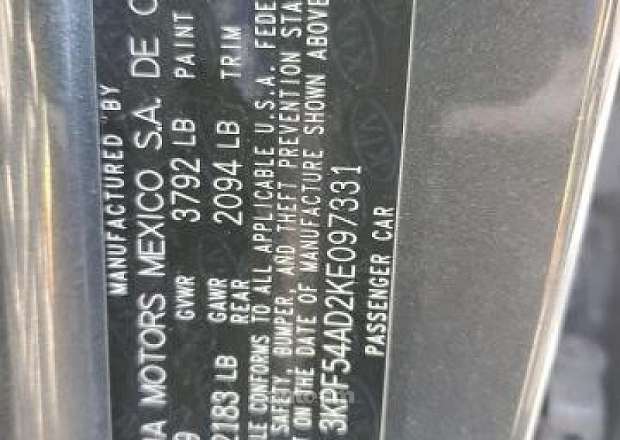 MANUFACTURED BY
IA MOTORS MEXICO S.A. DE C
9 GVWR 3792 LB PAINT
2183 LB GAWR REAR 2094 LB TRIM
LE CONFORMS TO ALL APPLICABLE U.S.A. FEDE
SAFETY, BUMPER, AND THEFT PREVENTION STA
T ON THE DATE OF MANUFACTURE SHOWN ABOVE
3KPF54AD2KE097331
PASSENGER CAR